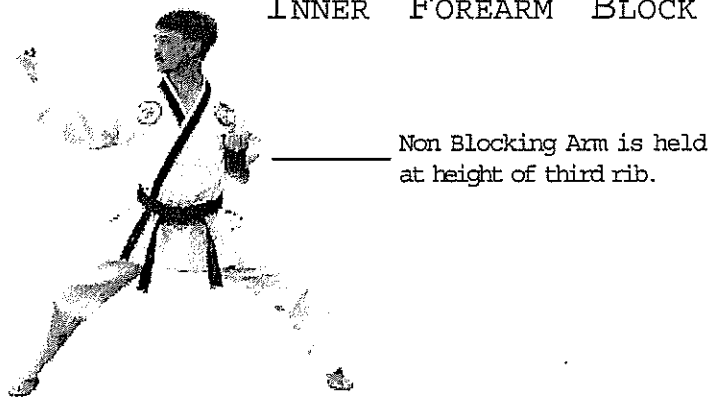 INNER FOREARM BLOCK
Non Blocking Arm is held
at height of third rib.